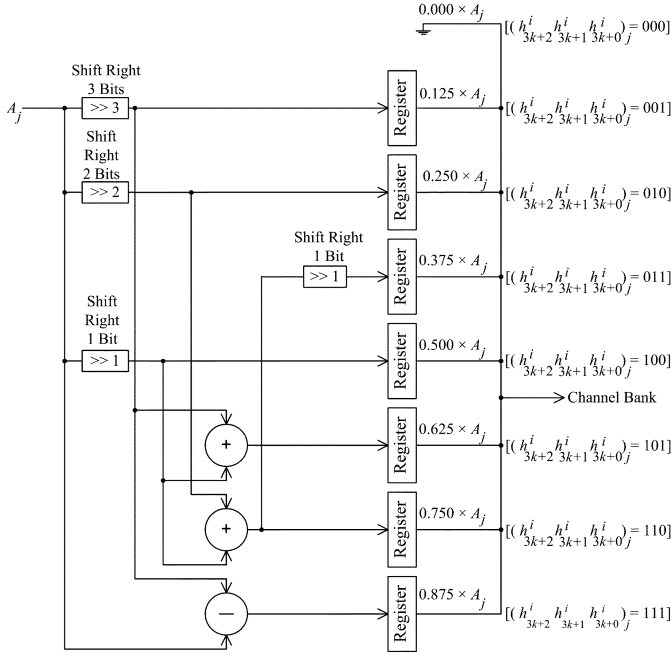 0.000 × A_j
[( h^i_{3k+2} h^i_{3k+1} h^i_{3k+0} )_j = 000]
Shift Right
3 Bits
A_j
>> 3
Register
0.125 × A_j
[( h^i_{3k+2} h^i_{3k+1} h^i_{3k+0} )_j = 001]
Shift
Right
2 Bits
>> 2
Register
0.250 × A_j
[( h^i_{3k+2} h^i_{3k+1} h^i_{3k+0} )_j = 010]
Shift Right
1 Bit
>> 1
Register
0.375 × A_j
[( h^i_{3k+2} h^i_{3k+1} h^i_{3k+0} )_j = 011]
Shift
Right
1 Bit
>> 1
Register
0.500 × A_j
[( h^i_{3k+2} h^i_{3k+1} h^i_{3k+0} )_j = 100]
Channel Bank
+
Register
0.625 × A_j
[( h^i_{3k+2} h^i_{3k+1} h^i_{3k+0} )_j = 101]
+
Register
0.750 × A_j
[( h^i_{3k+2} h^i_{3k+1} h^i_{3k+0} )_j = 110]
—
Register
0.875 × A_j
[( h^i_{3k+2} h^i_{3k+1} h^i_{3k+0} )_j = 111]